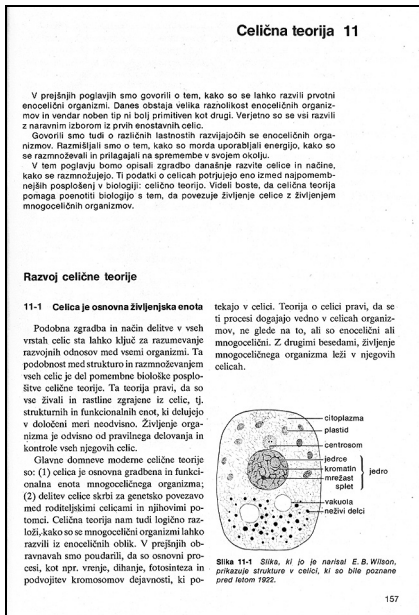 Celična teorija 11
V prejšnjih poglavjih smo govorili o tem, kako so se lahko razvili prvotni
enocelični organizmi. Danes obstaja velika raznolikost enoceličnih organiz-
mov in vendar noben tip ni bolj primitiven kot drugi. Verjetno so se vsi razvili
z naravnim izborom iz prvih enostavnih celic.
Govorili smo tudi o različnih lastnostih razvijajočih se enoceličnih orga-
nizmov. Razmišljali smo o tem, kako so morda uporabljali energijo, kako so
se razmnoževali in prilagajali na spremembe v svojem okolju.
V tem poglavju bomo opisali zgradbo današnje razvite celice in načine,
kako se razmnožujejo. Ti podatki o celicah potrjujejo eno izmed najpomemb-
nejših posplošenj v biologiji: celično teorijo. Videli boste, da celična teorija
pomaga poenotiti biologijo s tem, da povezuje življenje celice z življenjem
mnogoceličnih organizmov.
Razvoj celične teorije
11-1 Celica je osnovna življenjska enota
Podobna zgradba in način delitve v vseh
vrstah celic sta lahko ključ za razumevanje
razvojnih odnosov med vsemi organizmi. Ta
podobnost med strukturo in razmnoževanjem
vseh celic je del pomembne biološke posplo-
šitve celične teorije. Ta teorija pravi, da so
vse živali in rastline zgrajene iz celic, tj.
strukturnih in funkcionalnih enot, ki delujejo
v določeni meri neodvisno. Življenje orga-
nizma je odvisno od pravilnega delovanja in
kontrole vseh njegovih celic.
Glavne domneve moderne celične teorije
so: (1) celica je osnovna gradbena in funkci-
onalna enota mnogoceličnega organizma;
(2) delitev celice skrbi za genetsko povezavo
med roditeljskimi celicami in njihovimi po-
tomci. Celična teorija nam tudi logično raz-
loži, kako so se mnogocelični organizmi lahko
razvili iz enoceličnih oblik. V prejšnjih ob-
ravnavah smo poudarili, da so osnovni pro-
cesi, kot npr. vrenje, dihanje, fotosinteza in
podvojitev kromosomov dejavnosti, ki po-
tekajo v celici. Teorija o celici pravi, da se
ti procesi dogajajo vedno v celicah organiz-
mov, ne glede na to, ali so enocelični ali
mnogocelični. Z drugimi besedami, življenje
mnogoceličnega organizma leži v njegovih
celicah.
citoplazma
plastid
centrosom
jedrce
kromatin
mrežast
splet
jedro
vakuola
neživi delci
Slika 11-1 Slika, ki jo je narisal E. B. Wilson,
prikazuje strukture v celici, ki so bile poznane
pred letom 1922.
157